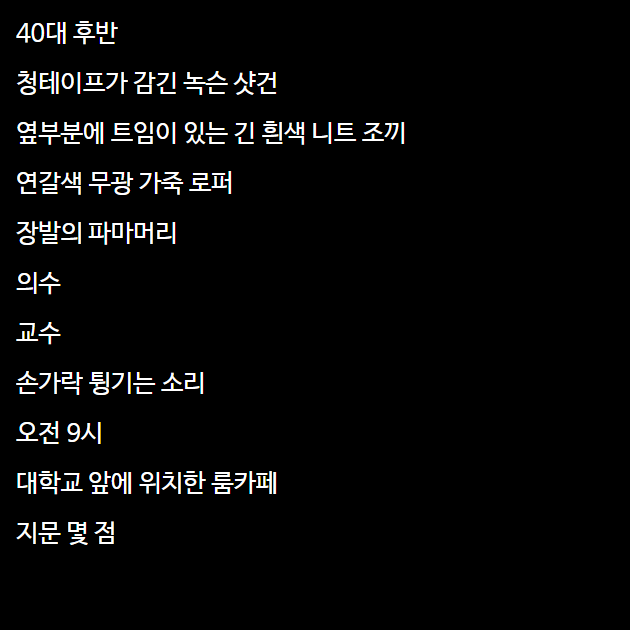 40대 후반
청테이프가 감긴 녹슨 샷건
옆부분에 트임이 있는 긴 흰색 니트 조끼
연갈색 무광 가죽 로퍼
장발의 파마머리
의수
교수
손가락 튕기는 소리
오전 9시
대학교 앞에 위치한 룸카페
지문 몇 점